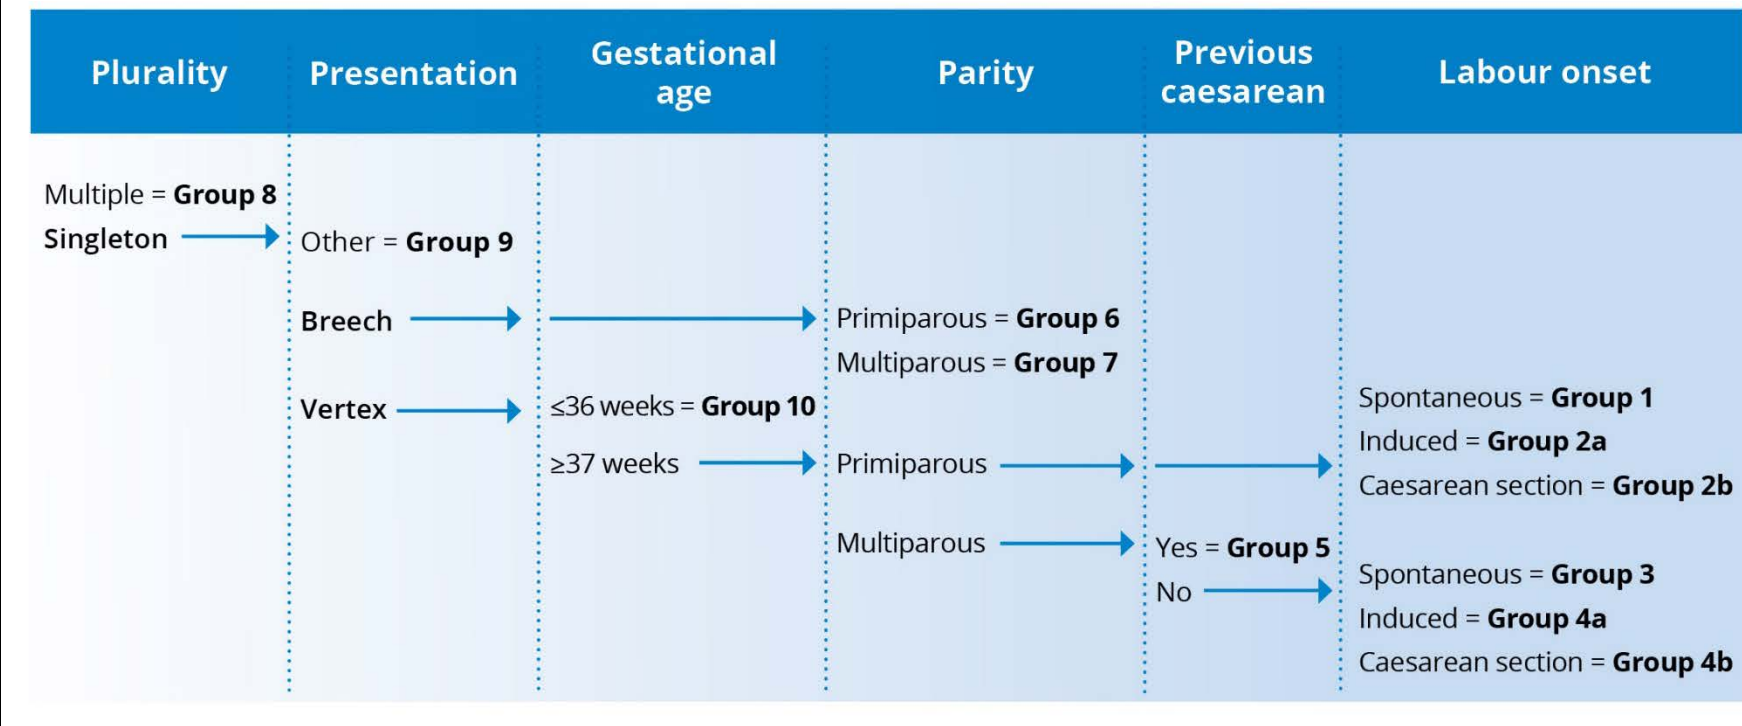 Plurality
Presentation
Gestational
age
Parity
Previous
caesarean
Labour onset
Multiple = Group 8
Singleton
Other = Group 9
Breech
Primiparous = Group 6
Multiparous = Group 7
Vertex
≤36 weeks = Group 10
≥37 weeks
Primiparous
Spontaneous = Group 1
Induced = Group 2a
Caesarean section = Group 2b
Multiparous
Yes = Group 5
No
Spontaneous = Group 3
Induced = Group 4a
Caesarean section = Group 4b